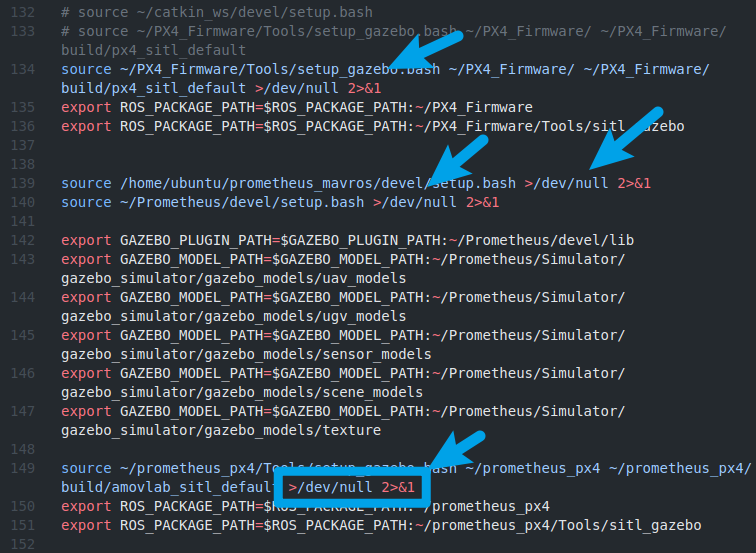 132 # source ~/catkin_ws/devel/setup.bash
133 # source ~/PX4_Firmware/Tools/setup_gazebo.bash ~/PX4_Firmware/ ~/PX4_Firmware/
build/px4_sitl_default
134 source ~/PX4_Firmware/Tools/setup_gazebo.bash ~/PX4_Firmware/ ~/PX4_Firmware/
build/px4_sitl_default >/dev/null 2>&1
135 export ROS_PACKAGE_PATH=$ROS_PACKAGE_PATH:~/PX4_Firmware
136 export ROS_PACKAGE_PATH=$ROS_PACKAGE_PATH:~/PX4_Firmware/Tools/sitl_gazebo
137
138
139 source /home/ubuntu/prometheus_mavros/devel/setup.bash >/dev/null 2>&1
140 source ~/Prometheus/devel/setup.bash >/dev/null 2>&1
141
142 export GAZEBO_PLUGIN_PATH=$GAZEBO_PLUGIN_PATH:~/Prometheus/devel/lib
143 export GAZEBO_MODEL_PATH=$GAZEBO_MODEL_PATH:~/Prometheus/Simulator/
gazebo_simulator/gazebo_models/uav_models
144 export GAZEBO_MODEL_PATH=$GAZEBO_MODEL_PATH:~/Prometheus/Simulator/
gazebo_simulator/gazebo_models/ugv_models
145 export GAZEBO_MODEL_PATH=$GAZEBO_MODEL_PATH:~/Prometheus/Simulator/
gazebo_simulator/gazebo_models/sensor_models
146 export GAZEBO_MODEL_PATH=$GAZEBO_MODEL_PATH:~/Prometheus/Simulator/
gazebo_simulator/gazebo_models/scene_models
147 export GAZEBO_MODEL_PATH=$GAZEBO_MODEL_PATH:~/Prometheus/Simulator/
gazebo_simulator/gazebo_models/texture
148
149 source ~/prometheus_px4/Tools/setup_gazebo.bash ~/prometheus_px4 ~/prometheus_px4/
build/amovlab_sitl_default >/dev/null 2>&1
150 export ROS_PACKAGE_PATH=$ROS_PACKAGE_PATH:~/prometheus_px4
151 export ROS_PACKAGE_PATH=$ROS_PACKAGE_PATH:~/prometheus_px4/Tools/sitl_gazebo
152